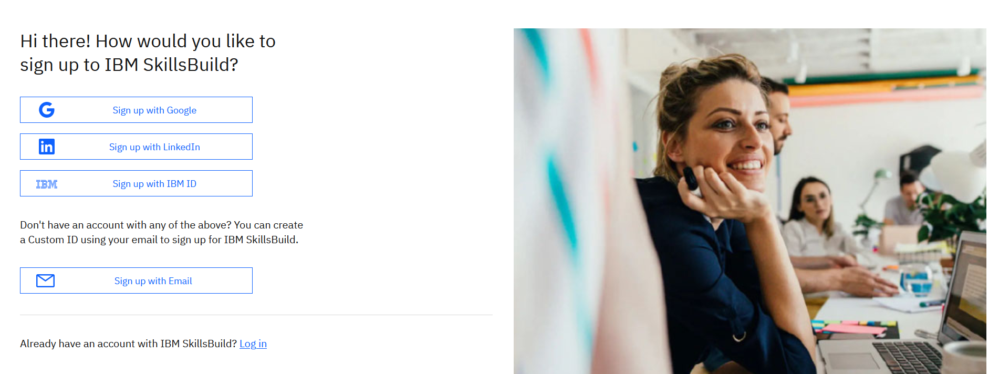 Hi there! How would you like to
sign up to IBM SkillsBuild?
Sign up with Google
in
Sign up with LinkedIn
IBM
Sign up with IBM ID
Don't have an account with any of the above? You can create
a Custom ID using your email to sign up for IBM SkillsBuild.
Sign up with Email
Already have an account with IBM SkillsBuild? Log in